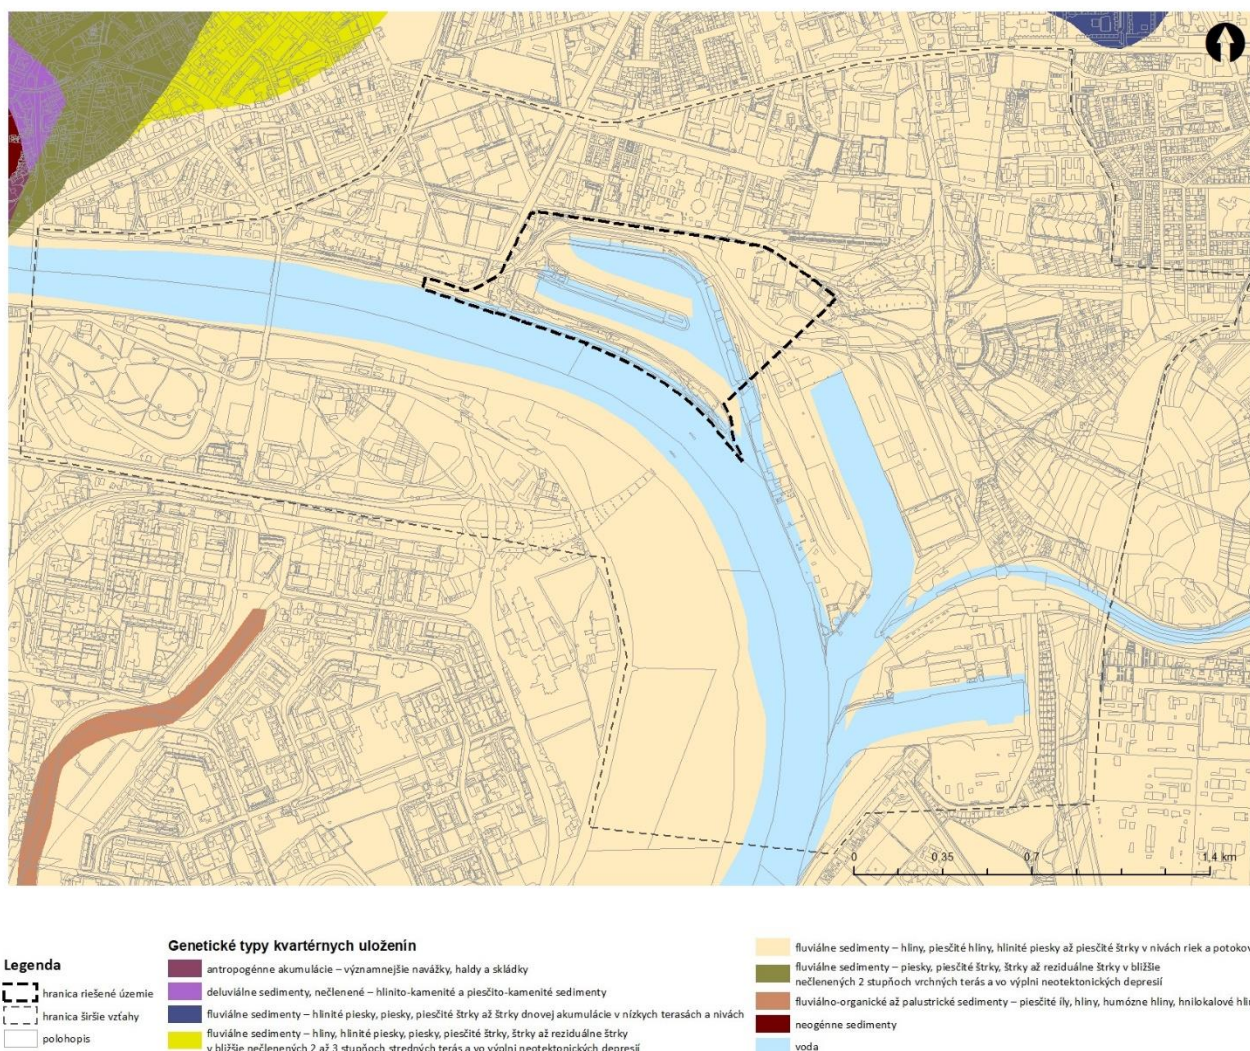 0
0.35
0.7
1.4 km
Legenda
hranica riešené územie
hranica širšie vzťahy
polohopis
Genetické typy kvartérnych uloženín
antropogénne akumulácie – významnejšie navážky, haldy a skládky
deluviálne sedimenty, nečlenené – hlinito-kamenité a piesčito-kamenité sedimenty
fluviálne sedimenty – hlinité piesky, piesky, piesčité štrky až štrky dnovej akumulácie v nízkych terasách a nivách
fluviálne sedimenty – hliny, hlinité piesky, piesky, piesčité štrky, štrky až reziduálne štrky
v bližšie nečlenených 2 až 3 stupňoch stredných terás a vo výplni neotektonických depresií
fluviálne sedimenty – hliny, piesčité hliny, hlinité piesky až piesčité štrky v nivách riek a potokov
fluviálne sedimenty – piesky, piesčité štrky, štrky až reziduálne štrky v bližšie
nečlenených 2 stupňoch vrchných terás a vo výplni neotektonických depresií
fluviálno-organické až palustrické sedimenty – piesčité íly, hliny, humózne hliny, hnilokalové hlin
neogénne sedimenty
voda